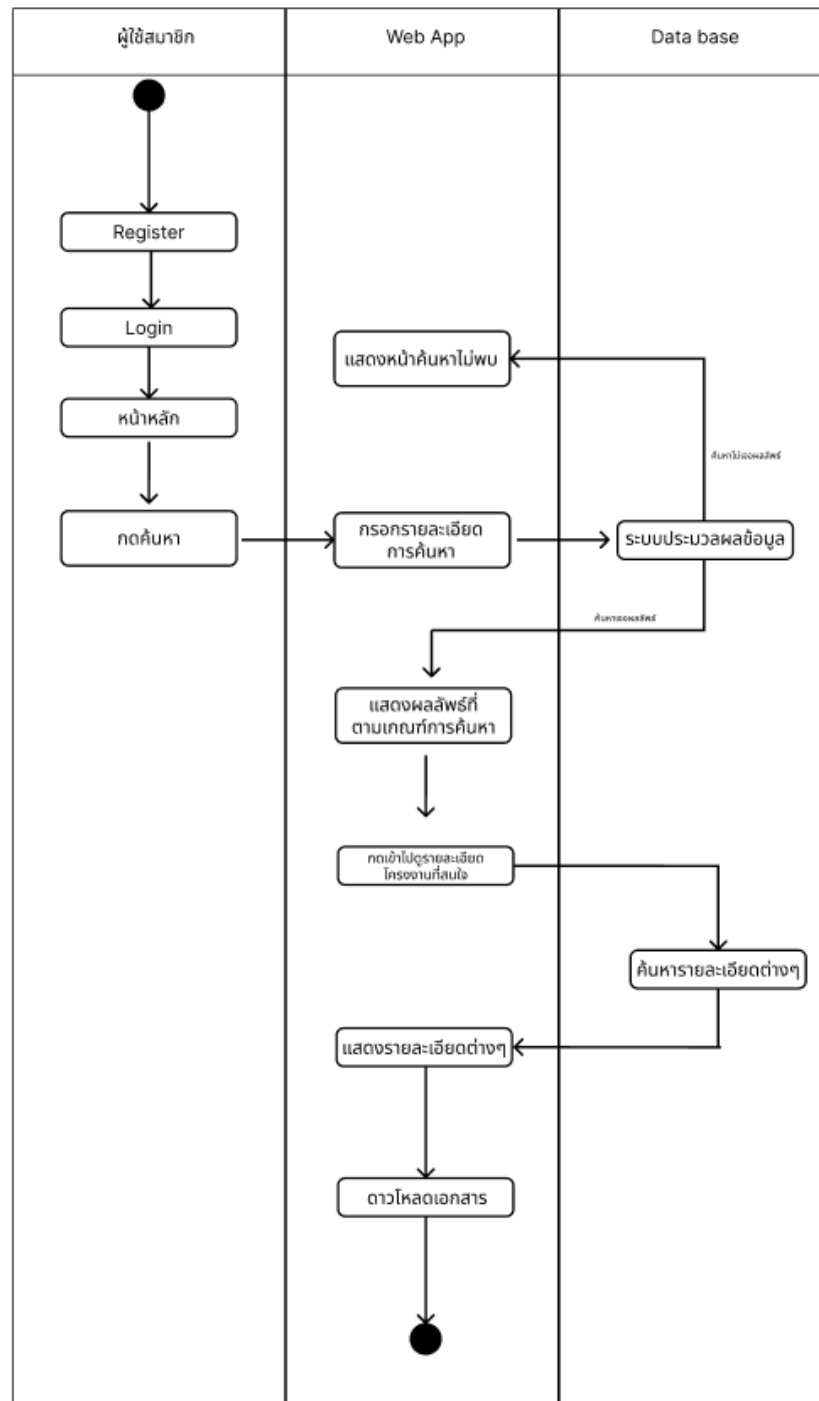 ผู้ใช้สมาชิก
Web App
Data base
Register
Login
แสดงหน้าค้นหาไม่พบ
หน้าหลัก
ค้นหาไม่เจอผลลัพธ์
กดค้นหา
กรอกรายละเอียด
การค้นหา
ระบบประมวลผลข้อมูล
ค้นหาเจอผลลัพธ์
แสดงผลลัพธ์ที่
ตามเกณฑ์การค้นหา
กดเข้าไปดูรายละเอียด
โครงงานที่สนใจ
ค้นหารายละเอียดต่างๆ
แสดงรายละเอียดต่างๆ
ดาวโหลดเอกสาร